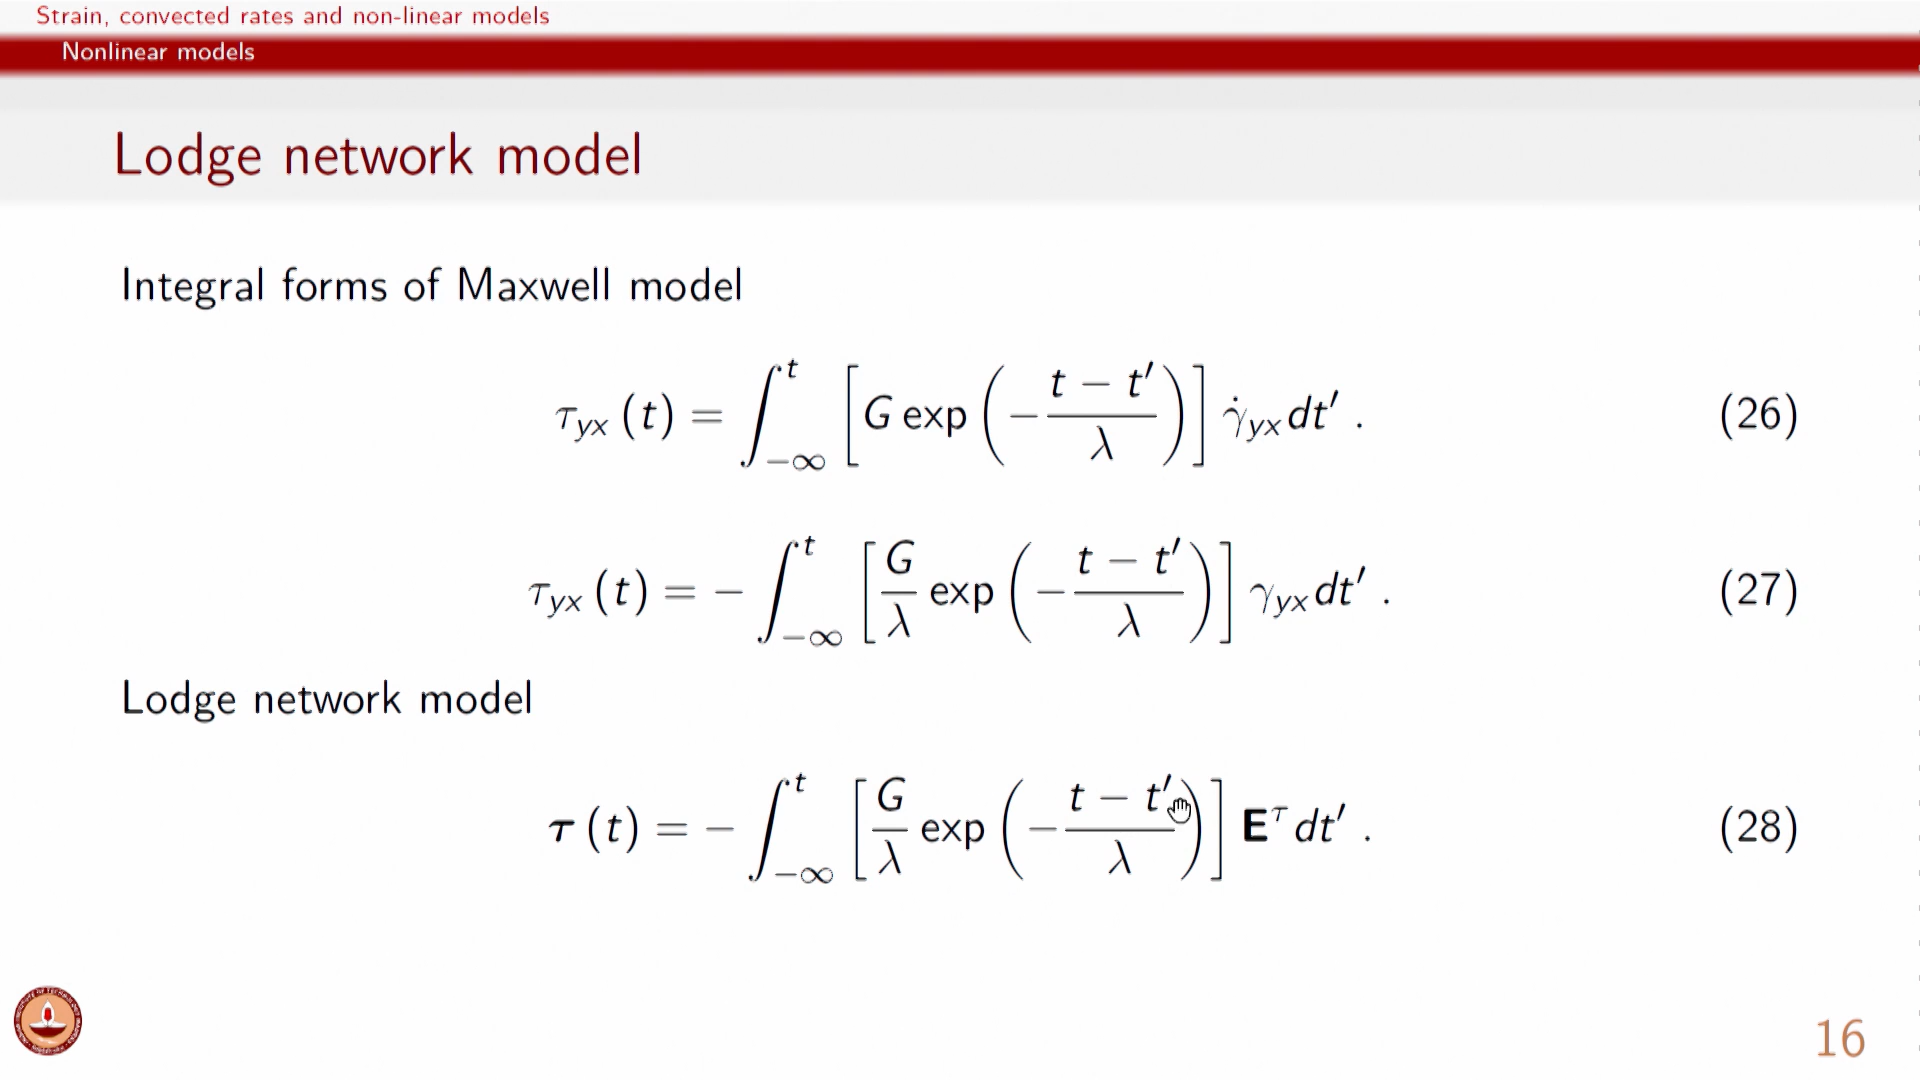 Strain, convected rates and non-linear models
Nonlinear models
Lodge network model
Integral forms of Maxwell model
τ_yx (t) = ∫_{−∞}^{t} [G exp (−(t − t′)/λ)] γ̇_yx dt′ . (26)
τ_yx (t) = − ∫_{−∞}^{t} [G/λ exp (−(t − t′)/λ)] γ_yx dt′ . (27)
Lodge network model
τ (t) = − ∫_{−∞}^{t} [G/λ exp (−(t − t′)/λ)] E^τ dt′ . (28)
16